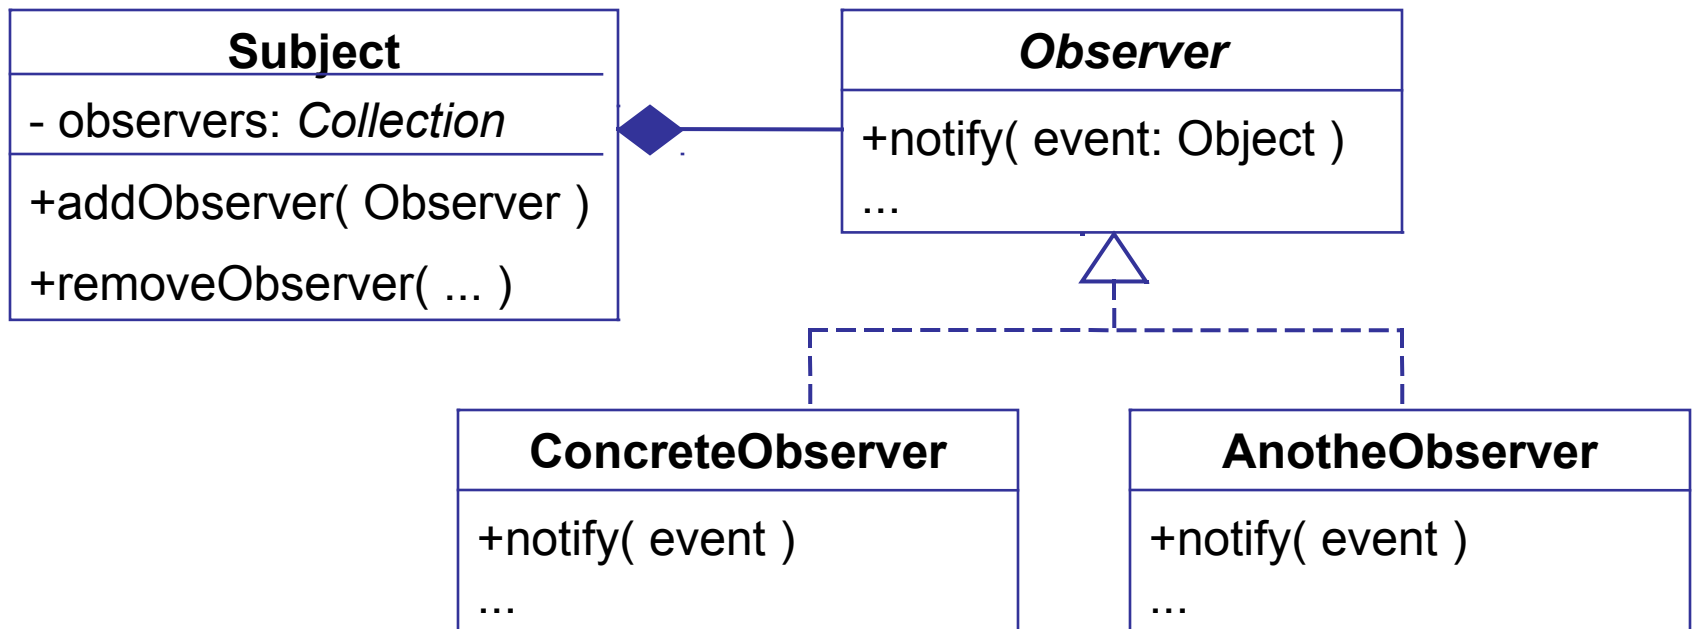 Subject
- observers: Collection
+addObserver( Observer )
+removeObserver( ... )
Observer
+notify( event: Object )
...
ConcreteObserver
+notify( event )
...
AnotheObserver
+notify( event )
...